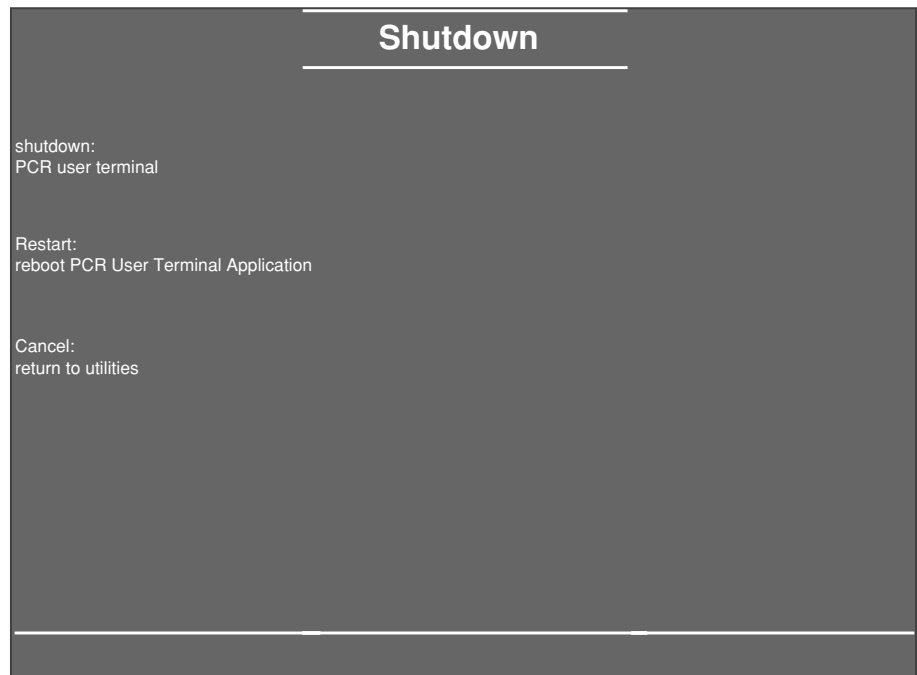 Shutdown
shutdown:
PCR user terminal
Restart:
reboot PCR User Terminal Application
Cancel:
return to utilities